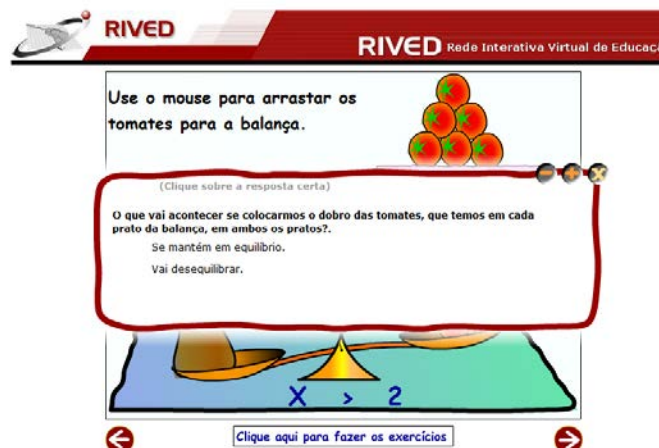 RIVED
RIVED Rede Interativa Virtual de Educaçã
Use o mouse para arrastar os
tomates para a balança.
(Clique sobre a resposta certa)
O que vai acontecer se colocarmos o dobro das tomates, que temos em cada
prato da balança, em ambos os pratos?.
Se mantém em equilíbrio.
Vai desequilibrar.
X > 2
Clique aqui para fazer os exercícios